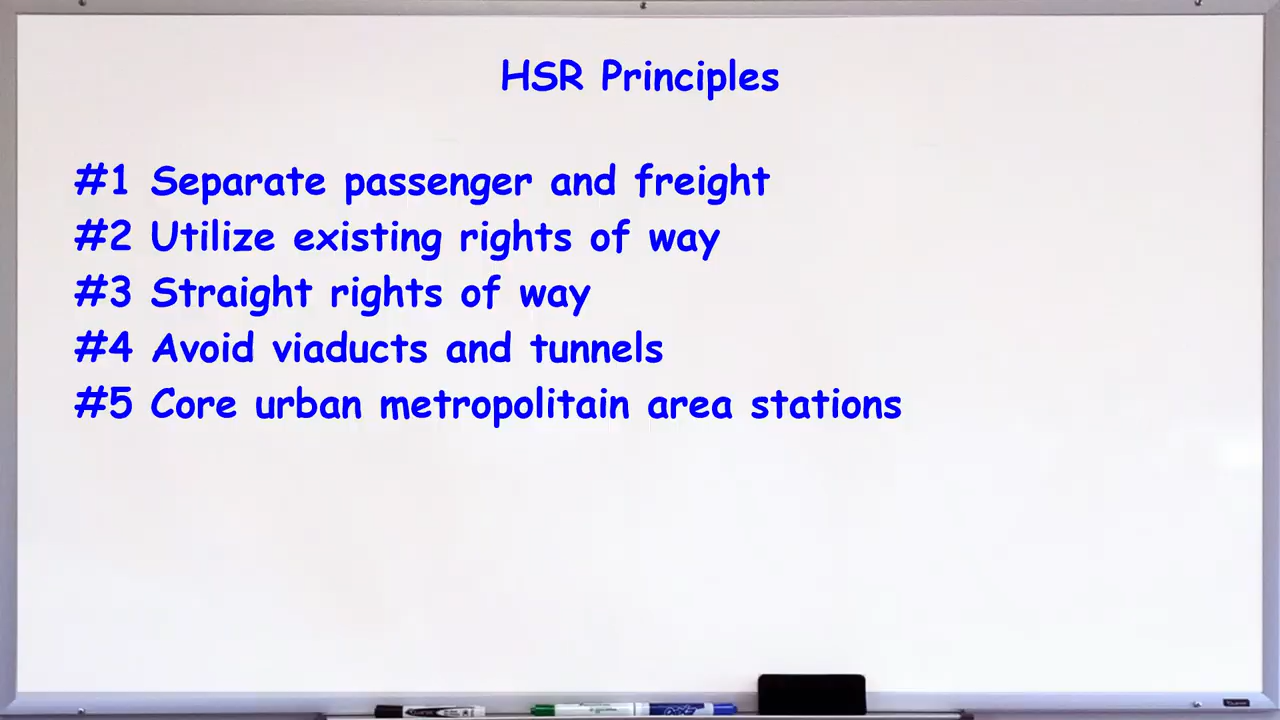 HSR Principles
#1 Separate passenger and freight
#2 Utilize existing rights of way
#3 Straight rights of way
#4 Avoid viaducts and tunnels
#5 Core urban metropolitain area stations